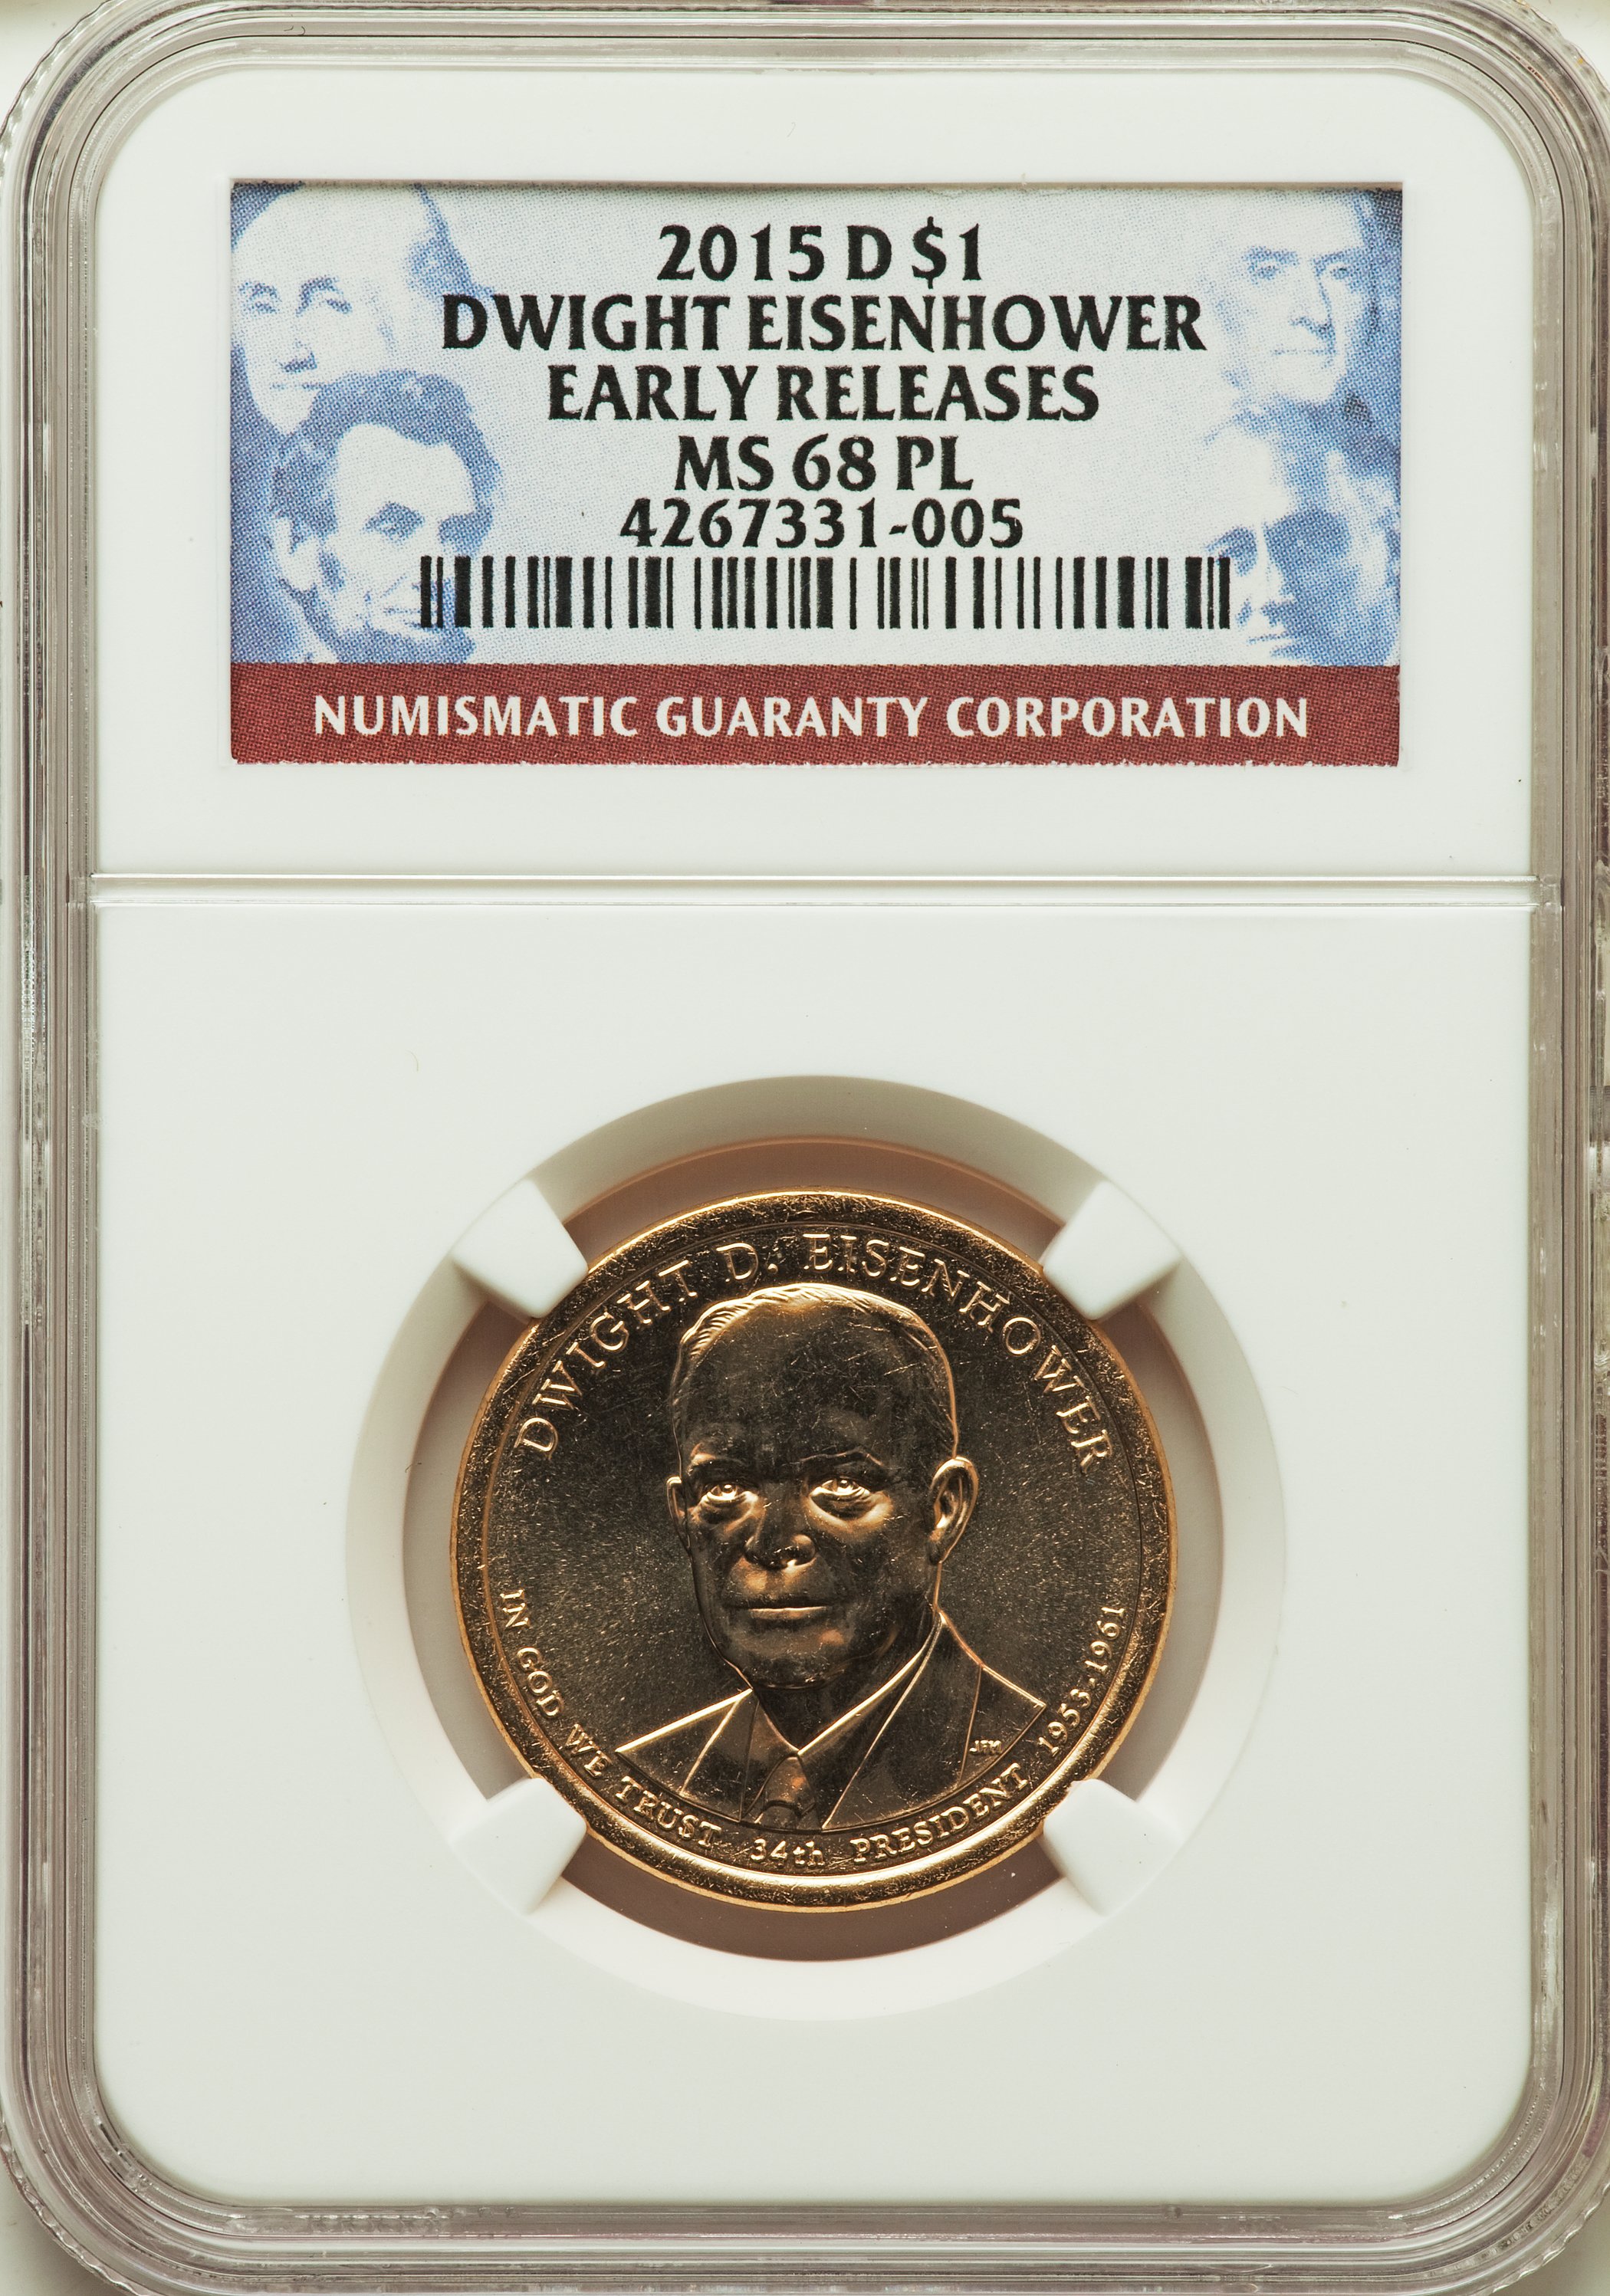 2015 D $1
DWIGHT EISENHOWER
EARLY RELEASES
MS 68 PL
4267331-005
NUMISMATIC GUARANTY CORPORATION
DWIGHT D. EISENHOWER
IN GOD WE TRUST 34th PRESIDENT 1953-1961
JFM